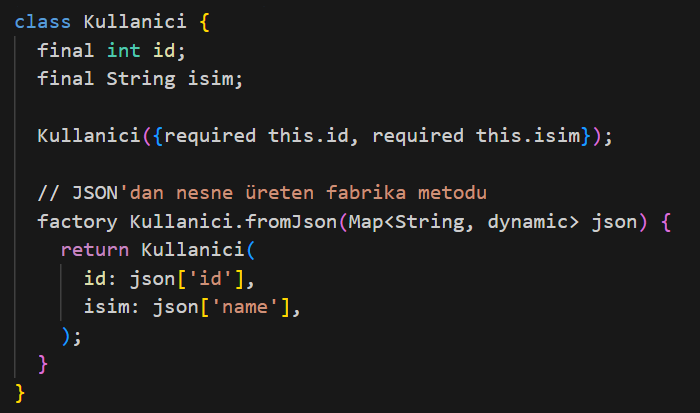 class Kullanici {
  final int id;
  final String isim;

  Kullanici({required this.id, required this.isim});

  // JSON'dan nesne üreten fabrika metodu
  factory Kullanici.fromJson(Map<String, dynamic> json) {
    return Kullanici(
      id: json['id'],
      isim: json['name'],
    );
  }
}